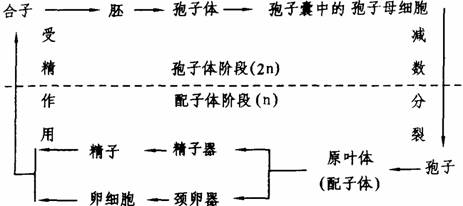 合子 胚 孢子体 孢子囊中的孢子母细胞
受精作用
减数分裂
孢子体阶段(2n)
配子体阶段(n)
精子 精子器
原叶体
(配子体)
孢子
卵细胞 颈卵器